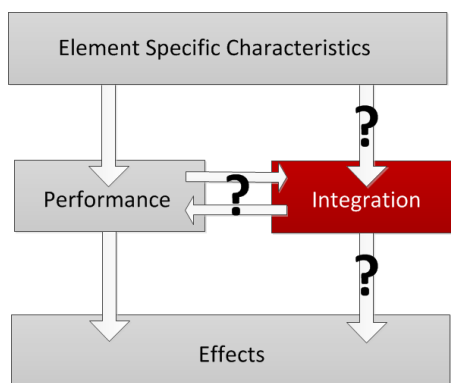 Element Specific Characteristics
?
Performance
?
Integration
?
Effects